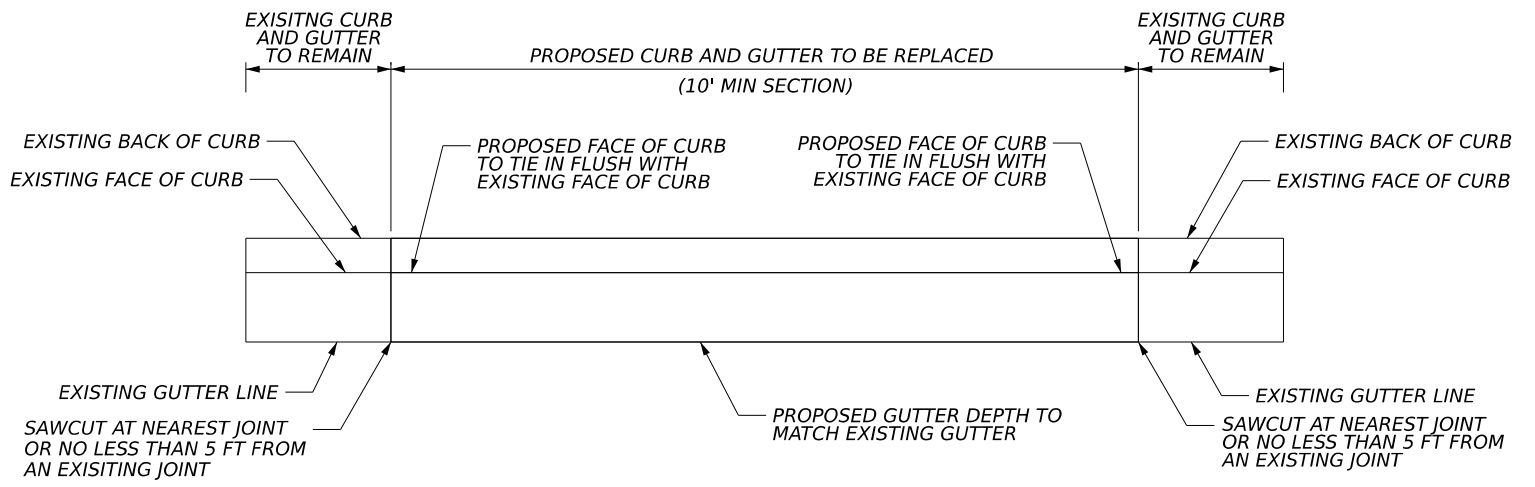 EXISITNG CURB
AND GUTTER
TO REMAIN
PROPOSED CURB AND GUTTER TO BE REPLACED
(10' MIN SECTION)
EXISITNG CURB
AND GUTTER
TO REMAIN
EXISTING BACK OF CURB
EXISTING FACE OF CURB
PROPOSED FACE OF CURB
TO TIE IN FLUSH WITH
EXISTING FACE OF CURB
PROPOSED FACE OF CURB
TO TIE IN FLUSH WITH
EXISTING FACE OF CURB
EXISTING BACK OF CURB
EXISTING FACE OF CURB
EXISTING GUTTER LINE
SAWCUT AT NEAREST JOINT
OR NO LESS THAN 5 FT FROM
AN EXISITING JOINT
PROPOSED GUTTER DEPTH TO
MATCH EXISTING GUTTER
EXISTING GUTTER LINE
SAWCUT AT NEAREST JOINT
OR NO LESS THAN 5 FT FROM
AN EXISTING JOINT